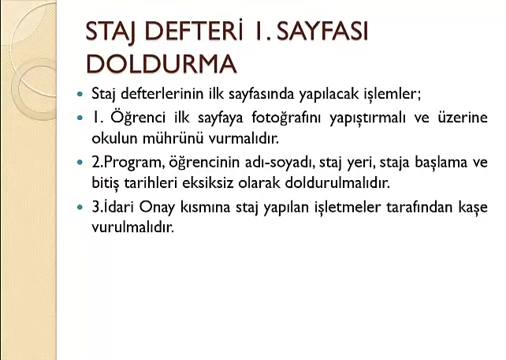 STAJ DEFTERİ 1. SAYFASI
DOLDURMA
• Staj defterlerinin ilk sayfasında yapılacak işlemler;
• 1. Öğrenci ilk sayfaya fotoğrafını yapıştırmalı ve üzerine
okulun mührünü vurmalıdır.
• 2.Program, öğrencinin adı-soyadı, staj yeri, staja başlama ve
bitiş tarihleri eksiksiz olarak doldurulmalıdır.
• 3.İdari Onay kısmına staj yapılan işletmeler tarafından kaşe
vurulmalıdır.